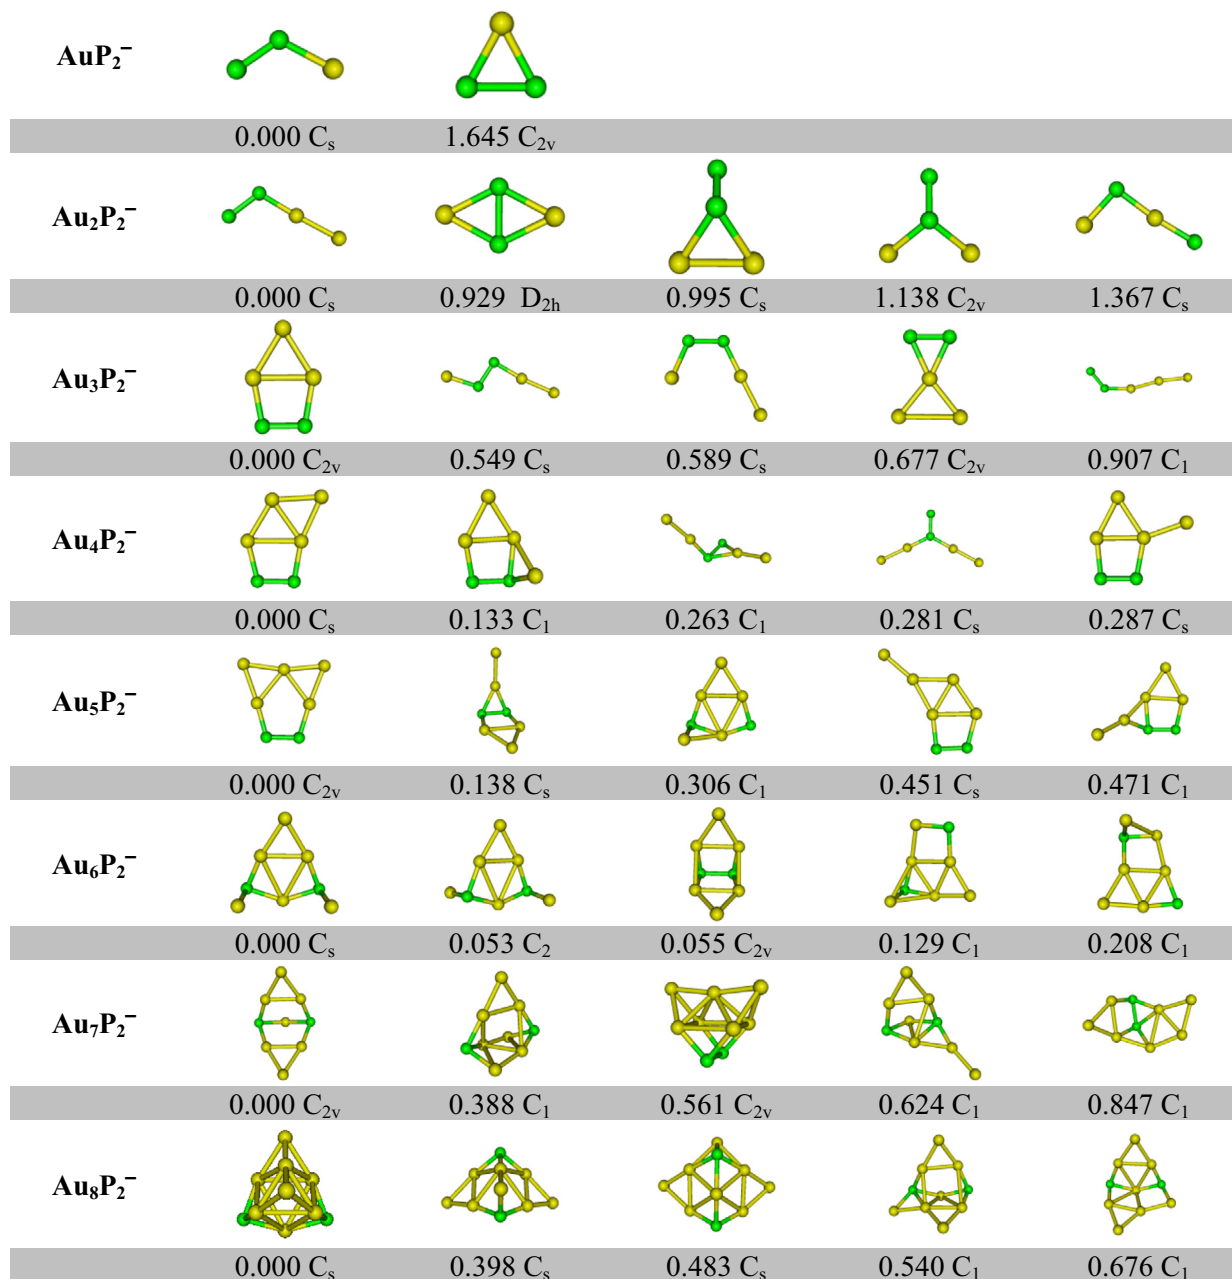 AuP₂⁻
0.000 Cₛ 1.645 C₂ᵥ
Au₂P₂⁻
0.000 Cₛ 0.929 D₂ₕ 0.995 Cₛ 1.138 C₂ᵥ 1.367 Cₛ
Au₃P₂⁻
0.000 C₂ᵥ 0.549 Cₛ 0.589 Cₛ 0.677 C₂ᵥ 0.907 C₁
Au₄P₂⁻
0.000 Cₛ 0.133 C₁ 0.263 C₁ 0.281 Cₛ 0.287 Cₛ
Au₅P₂⁻
0.000 C₂ᵥ 0.138 Cₛ 0.306 C₁ 0.451 Cₛ 0.471 C₁
Au₆P₂⁻
0.000 Cₛ 0.053 C₂ 0.055 C₂ᵥ 0.129 C₁ 0.208 C₁
Au₇P₂⁻
0.000 C₂ᵥ 0.388 C₁ 0.561 C₂ᵥ 0.624 C₁ 0.847 C₁
Au₈P₂⁻
0.000 Cₛ 0.398 Cₛ 0.483 Cₛ 0.540 C₁ 0.676 C₁